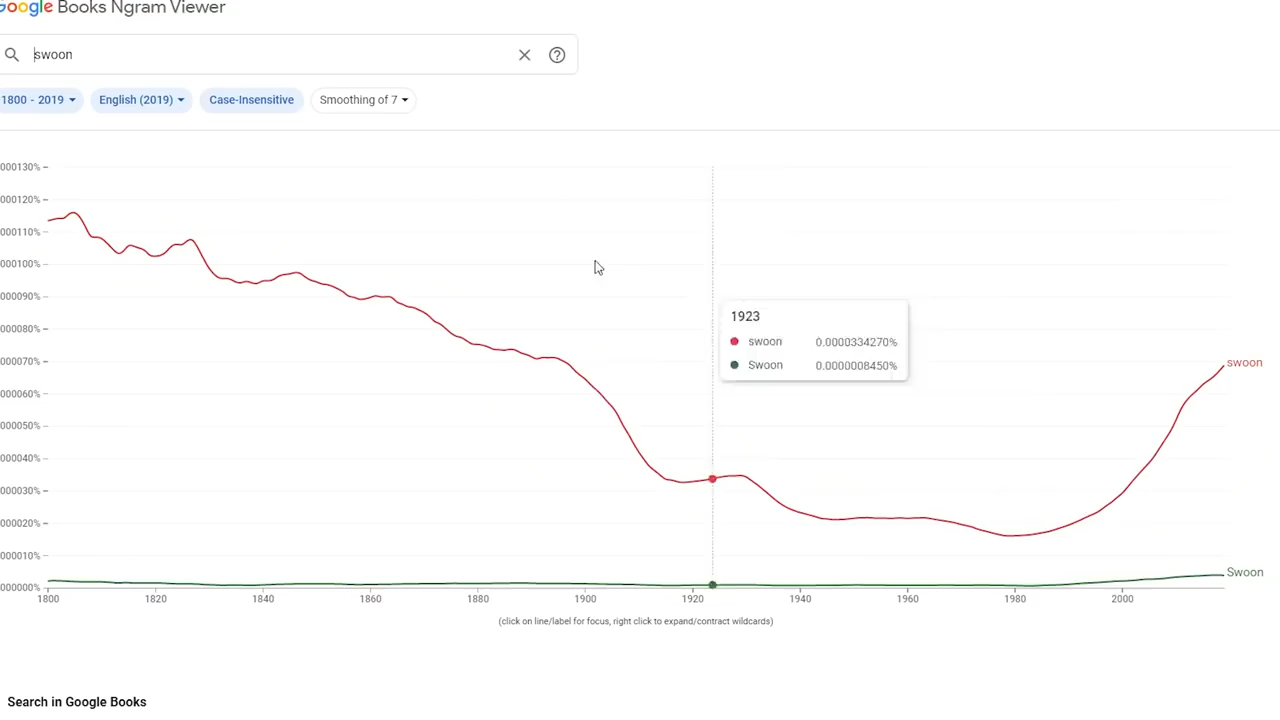 Google Books Ngram Viewer
swoon
1800 - 2019
English (2019)
Case-Insensitive
Smoothing of 7
000130%
000120%
000110%
000100%
000090%
000080%
000070%
000060%
000050%
000040%
000030%
000020%
000010%
000000%
1923
swoon 0.0000334270%
Swoon 0.0000008450%
swoon
Swoon
1800 1820 1840 1860 1880 1900 1920 1940 1960 1980 2000
(click on line/label for focus, right click to expand/contract wildcards)
Search in Google Books